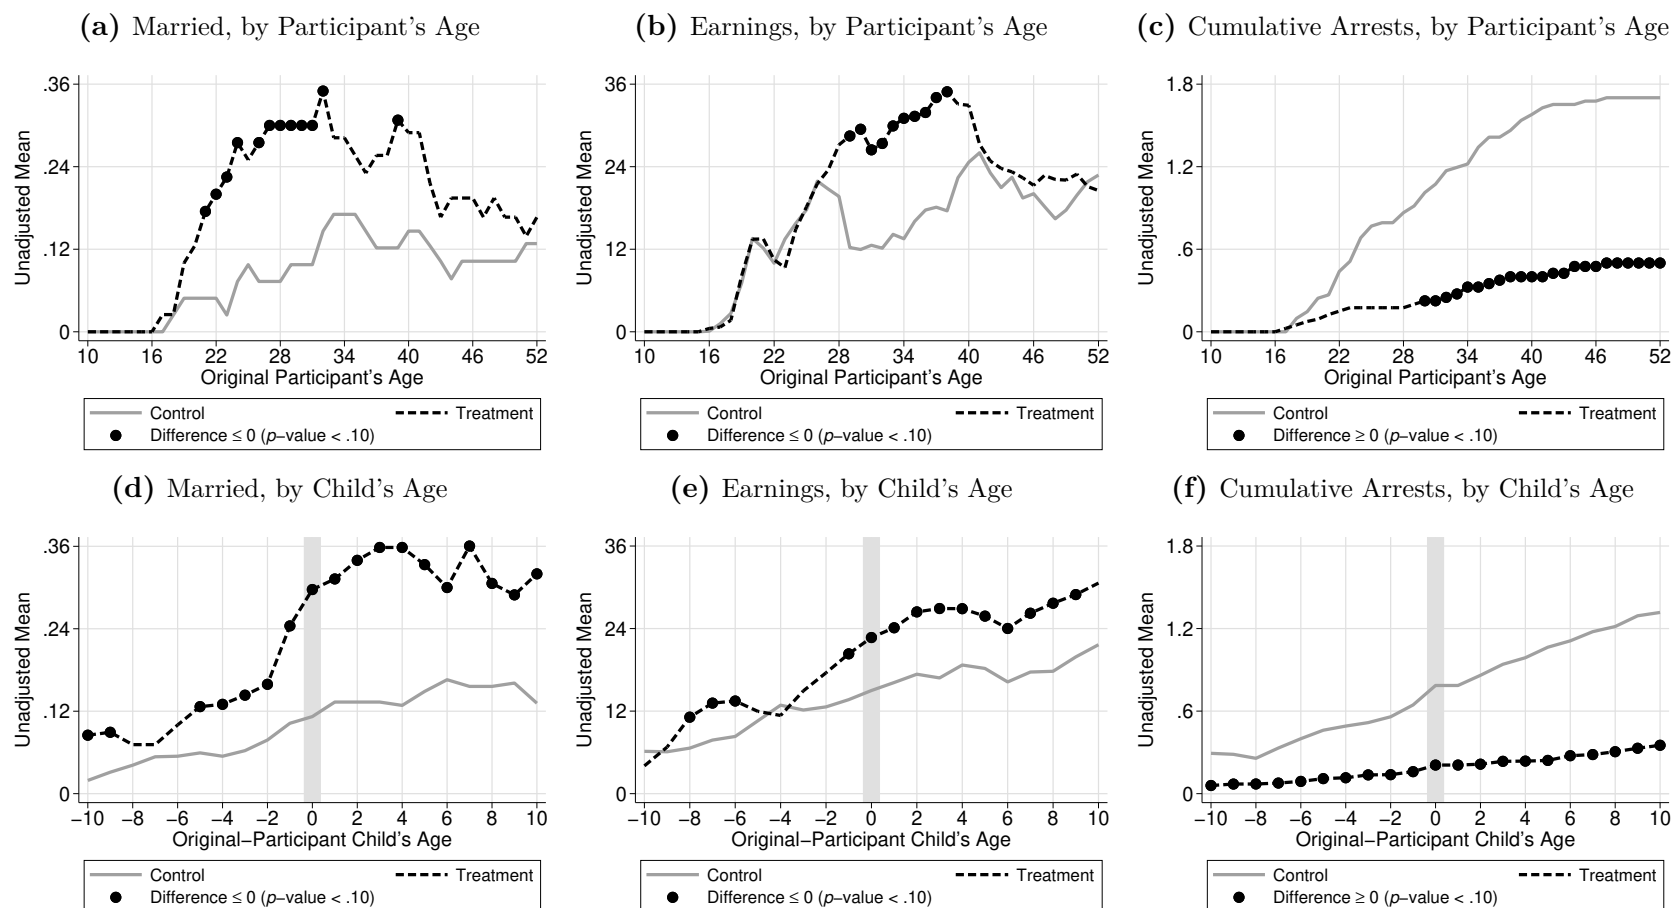 (a) Married, by Participant's Age
Unadjusted Mean
.36
.24
.12
0
10 16 22 28 34 40 46 52
Original Participant's Age
Control Treatment
Difference ≤ 0 (p−value < .10)
(b) Earnings, by Participant's Age
Unadjusted Mean
36
24
12
0
10 16 22 28 34 40 46 52
Original Participant's Age
Control Treatment
Difference ≤ 0 (p−value < .10)
(c) Cumulative Arrests, by Participant's Age
Unadjusted Mean
1.8
1.2
.6
0
10 16 22 28 34 40 46 52
Original Participant's Age
Control Treatment
Difference ≥ 0 (p−value < .10)
(d) Married, by Child's Age
Unadjusted Mean
.36
.24
.12
0
−10 −8 −6 −4 −2 0 2 4 6 8 10
Original−Participant Child's Age
Control Treatment
Difference ≤ 0 (p−value < .10)
(e) Earnings, by Child's Age
Unadjusted Mean
36
24
12
0
−10 −8 −6 −4 −2 0 2 4 6 8 10
Original−Participant Child's Age
Control Treatment
Difference ≤ 0 (p−value < .10)
(f) Cumulative Arrests, by Child's Age
Unadjusted Mean
1.8
1.2
.6
0
−10 −8 −6 −4 −2 0 2 4 6 8 10
Original−Participant Child's Age
Control Treatment
Difference ≥ 0 (p−value < .10)